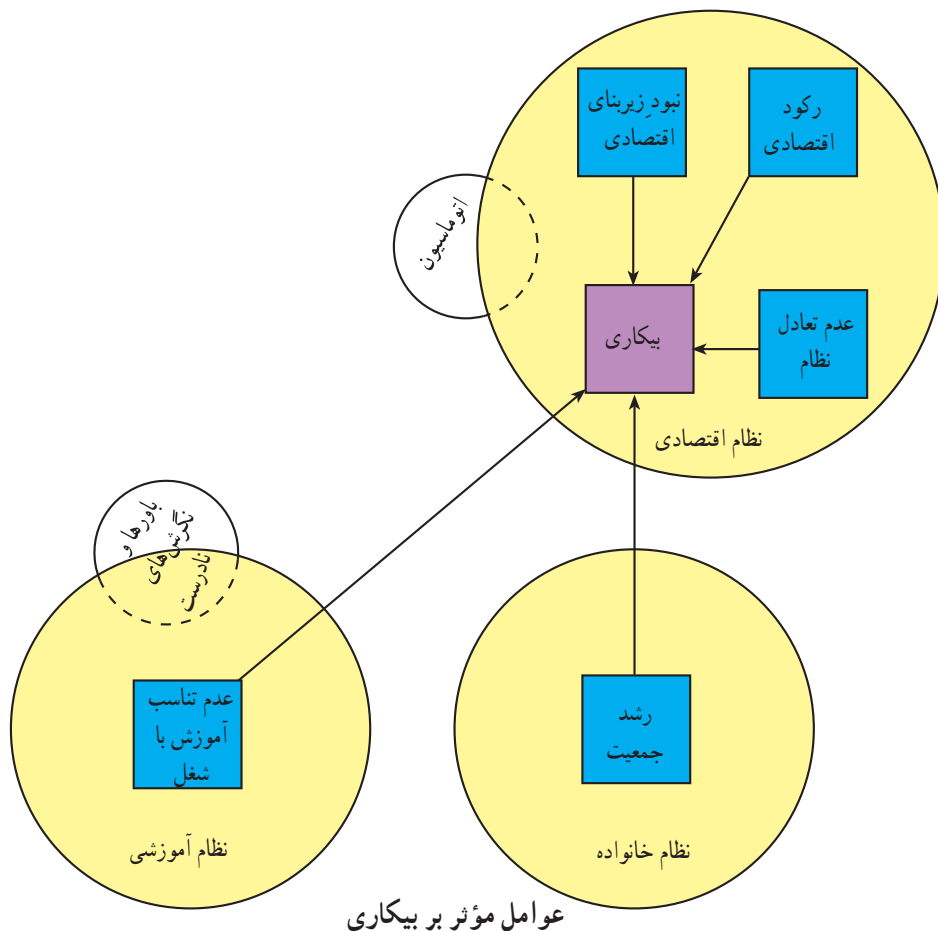 رکود
اقتصادی
نبودِ زیربنای
اقتصادی
اتوماسیون
عدم تعادل
نظام
بیکاری
نظام اقتصادی
باورها و
نگرش‌های
نادرست
رشد
جمعیت
نظام خانواده
عدم تناسب
آموزش با
شغل
نظام آموزشی
عوامل مؤثر بر بیکاری